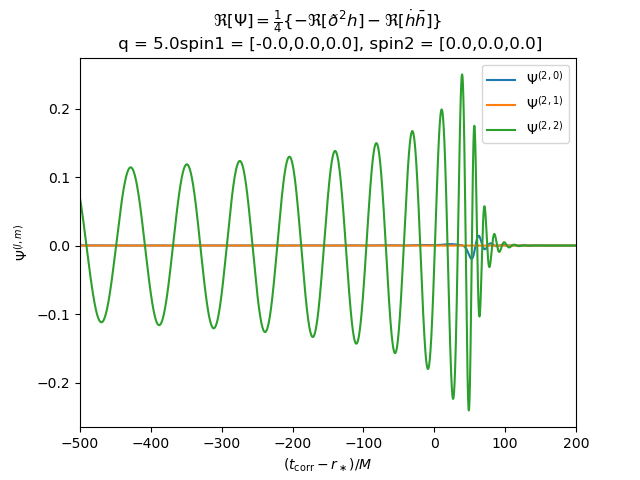 ℜ[Ψ] = 1/4{−ℜ[ð²h] − ℜ[ḣh̄]}
q = 5.0spin1 = [-0.0,0.0,0.0], spin2 = [0.0,0.0,0.0]
Ψ⁽²,⁰⁾
Ψ⁽²,¹⁾
Ψ⁽²,²⁾
0.2
0.1
0.0
−0.1
−0.2
Ψ⁽ˡ,ᵐ⁾
−500 −400 −300 −200 −100 0 100 200
(t_corr − r_*)/M